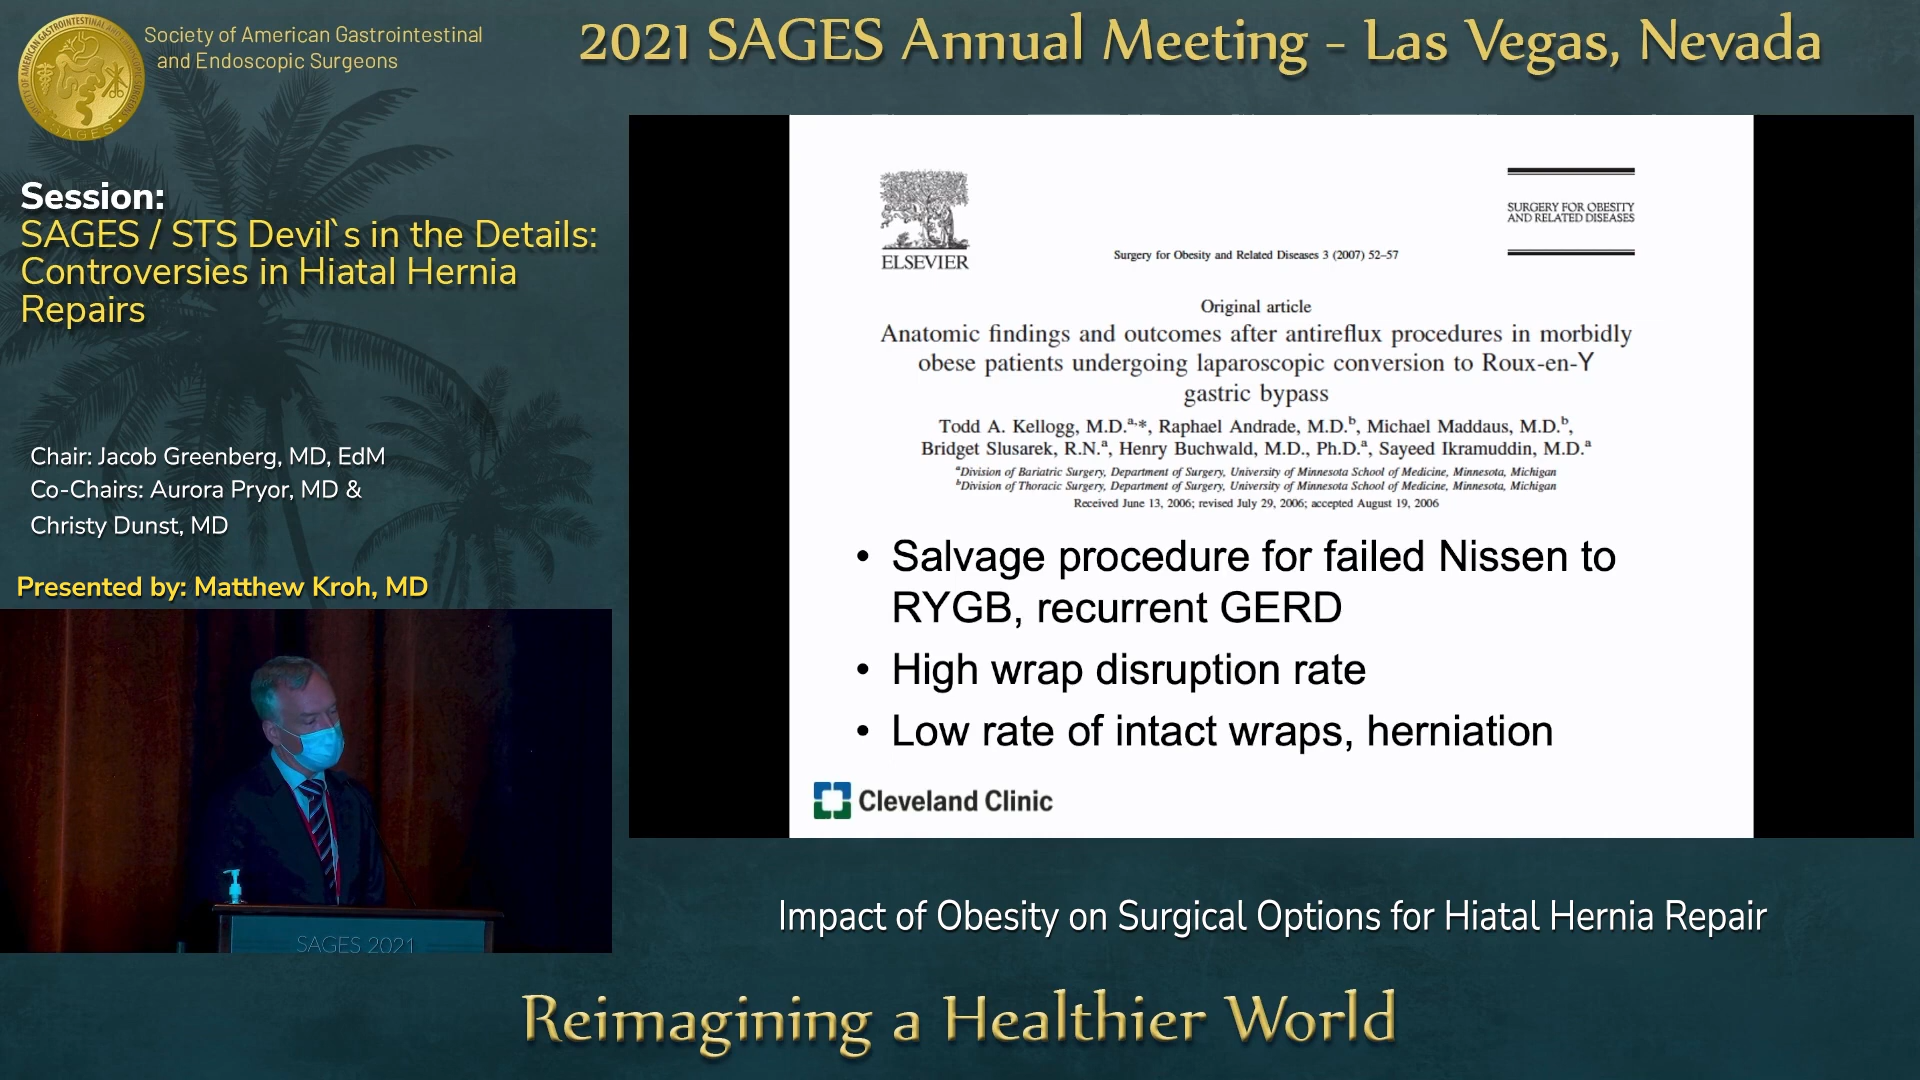 Society of American Gastrointestinal
and Endoscopic Surgeons
2021 SAGES Annual Meeting - Las Vegas, Nevada
SAGES
Session:
SAGES / STS Devil`s in the Details:
Controversies in Hiatal Hernia
Repairs
Chair: Jacob Greenberg, MD, EdM
Co-Chairs: Aurora Pryor, MD &
Christy Dunst, MD
Presented by: Matthew Kroh, MD
SAGES 2021
ELSEVIER
SURGERY FOR OBESITY
AND RELATED DISEASES
Surgery for Obesity and Related Diseases 3 (2007) 52–57
Original article
Anatomic findings and outcomes after antireflux procedures in morbidly
obese patients undergoing laparoscopic conversion to Roux-en-Y
gastric bypass
Todd A. Kellogg, M.D.a,*, Raphael Andrade, M.D.b, Michael Maddaus, M.D.b,
Bridget Slusarek, R.N.a, Henry Buchwald, M.D., Ph.D.a, Sayeed Ikramuddin, M.D.a
aDivision of Bariatric Surgery, Department of Surgery, University of Minnesota School of Medicine, Minnesota, Michigan
bDivision of Thoracic Surgery, Department of Surgery, University of Minnesota School of Medicine, Minnesota, Michigan
Received June 13, 2006; revised July 29, 2006; accepted August 19, 2006
• Salvage procedure for failed Nissen to
RYGB, recurrent GERD
• High wrap disruption rate
• Low rate of intact wraps, herniation
Cleveland Clinic
Impact of Obesity on Surgical Options for Hiatal Hernia Repair
Reimagining a Healthier World